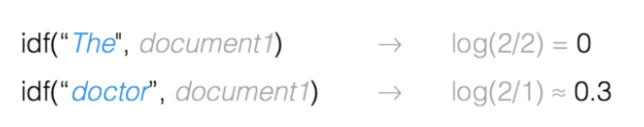 idf(“The", document1) → log(2/2) = 0
idf(“doctor”, document1) → log(2/1) ≈ 0.3